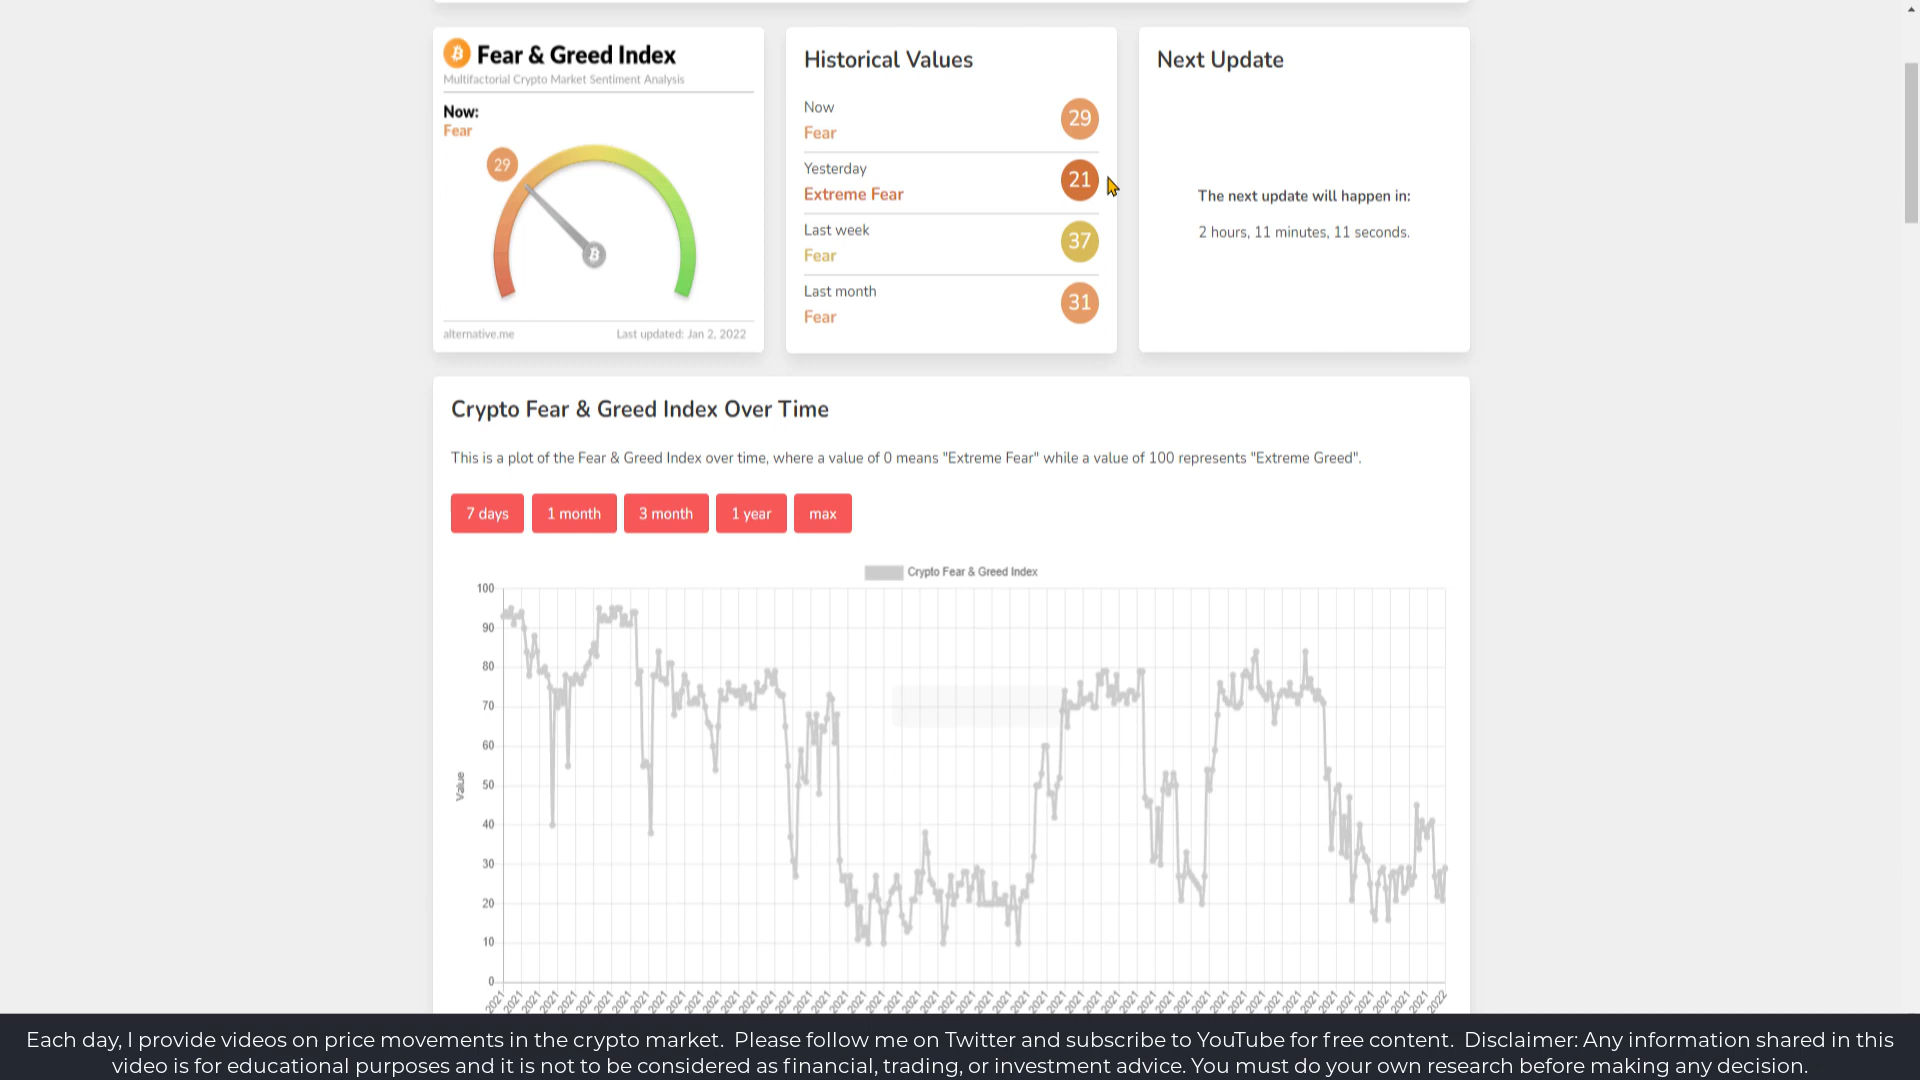 Fear & Greed Index
Multifactorial Crypto Market Sentiment Analysis
Now:
Fear
29
alternative.me
Last updated: Jan 2, 2022
Historical Values
Now
Fear
29
Yesterday
Extreme Fear
21
Last week
Fear
37
Last month
Fear
31
Next Update
The next update will happen in:
2 hours, 11 minutes, 11 seconds.
Crypto Fear & Greed Index Over Time
This is a plot of the Fear & Greed Index over time, where a value of 0 means "Extreme Fear" while a value of 100 represents "Extreme Greed".
7 days
1 month
3 month
1 year
max
Crypto Fear & Greed Index
100
90
80
70
60
50
40
30
20
10
0
Value
Each day, I provide videos on price movements in the crypto market. Please follow me on Twitter and subscribe to YouTube for free content. Disclaimer: Any information shared in this
video is for educational purposes and it is not to be considered as financial, trading, or investment advice. You must do your own research before making any decision.